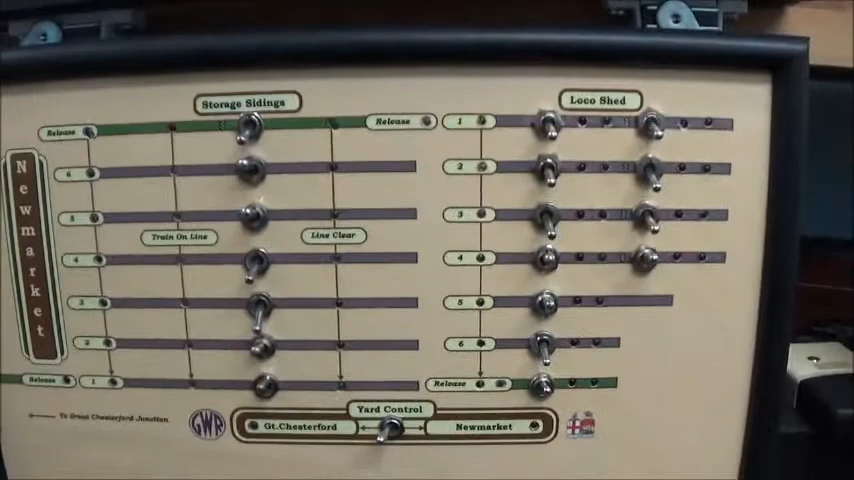 Storage Sidings
Loco Shed
Release
Release
1
6
2
5
3
Train On Line
Line Clear
4
4
3
5
2
6
Release
1
Release
Newmarket
To Great Chesterford Junction
GWR
Yard Control
Gt.Chesterford
Newmarket